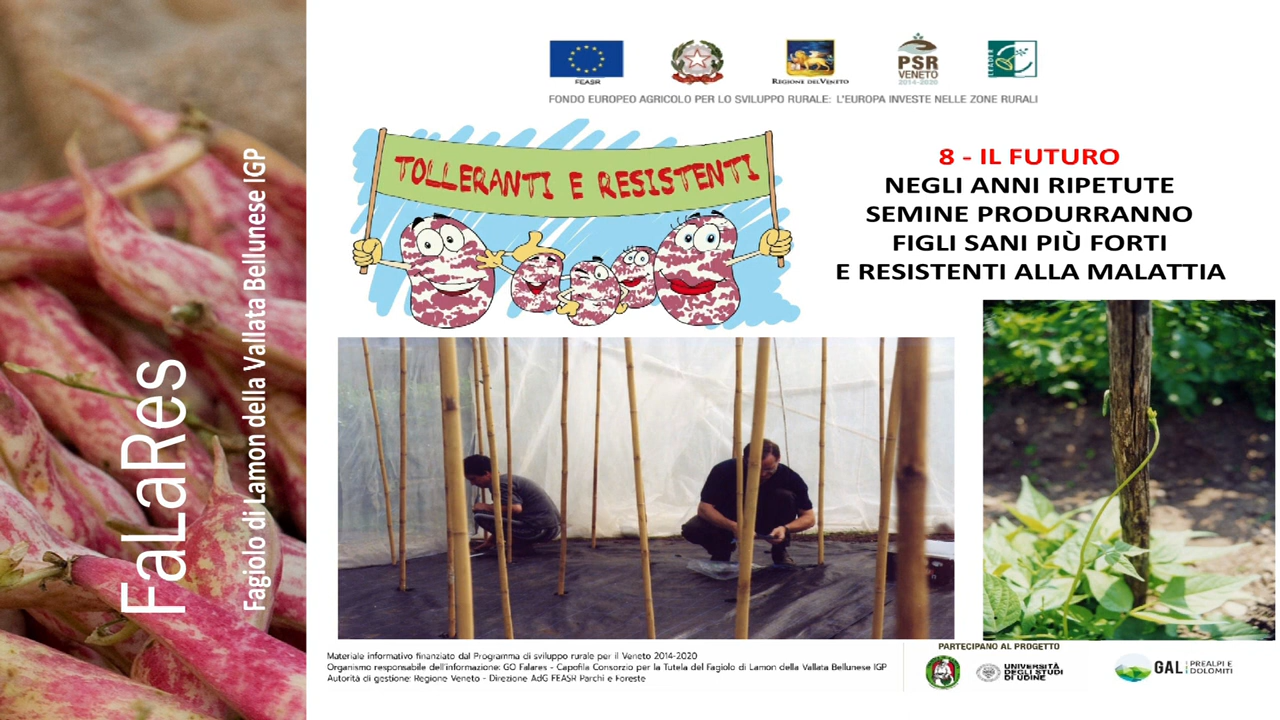 FaLaRes
Fagiolo di Lamon della Vallata Bellunese IGP
FEASR
REGIONE DEL VENETO
PSR
VENETO
2014-2020
LEADER
FONDO EUROPEO AGRICOLO PER LO SVILUPPO RURALE: L'EUROPA INVESTE NELLE ZONE RURALI
TOLLERANTI E RESISTENTI
8 - IL FUTURO
NEGLI ANNI RIPETUTE
SEMINE PRODURRANNO
FIGLI SANI PIÙ FORTI
E RESISTENTI ALLA MALATTIA
Materiale informativo finanziato dal Programma di sviluppo rurale per il Veneto 2014-2020
Organismo responsabile dell'informazione: GO Falares - Capofila Consorzio per la Tutela del Fagiolo di Lamon della Vallata Bellunese IGP
Autorità di gestione: Regione Veneto - Direzione AdG FEASR Parchi e Foreste
PARTECIPANO AL PROGETTO
UNIVERSITÀ
DEGLI STUDI
DI UDINE
GAL PREALPI E
DOLOMITI